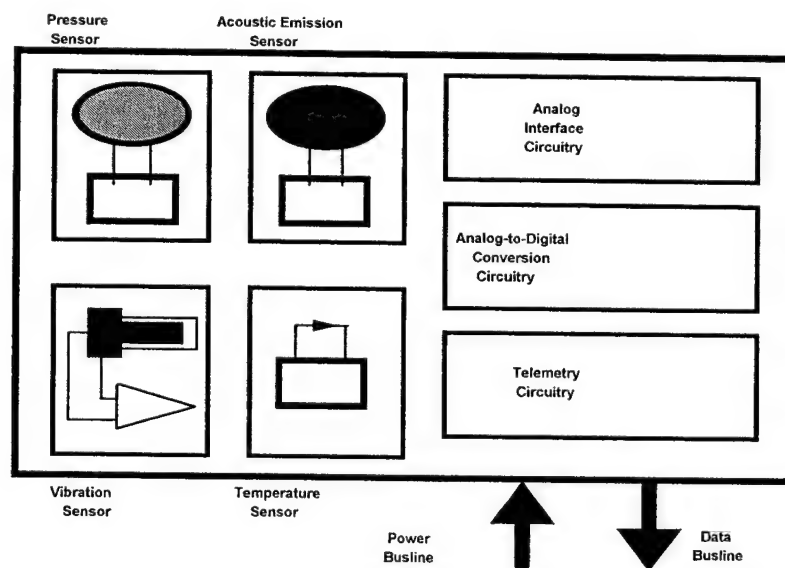 Pressure
Sensor
Acoustic Emission
Sensor
Analog
Interface
Circuitry
Analog-to-Digital
Conversion
Circuitry
Telemetry
Circuitry
Vibration
Sensor
Temperature
Sensor
Power
Busline
Data
Busline